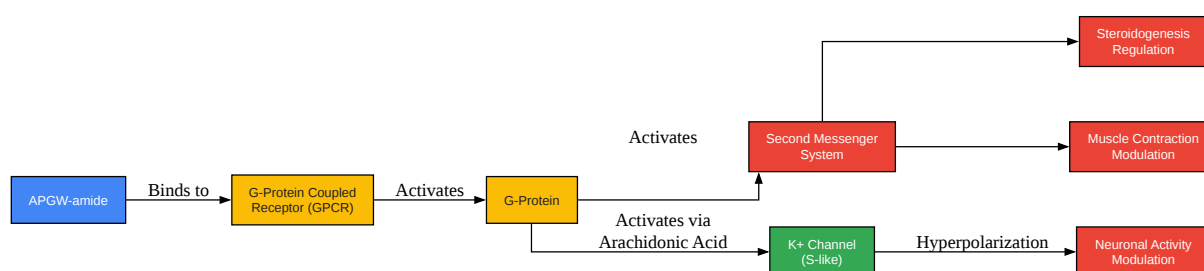 APGW-amide
Binds to
G-Protein Coupled
Receptor (GPCR)
Activates
G-Protein
Activates
Second Messenger
System
Steroidogenesis
Regulation
Muscle Contraction
Modulation
Activates via
Arachidonic Acid
K+ Channel
(S-like)
Hyperpolarization
Neuronal Activity
Modulation